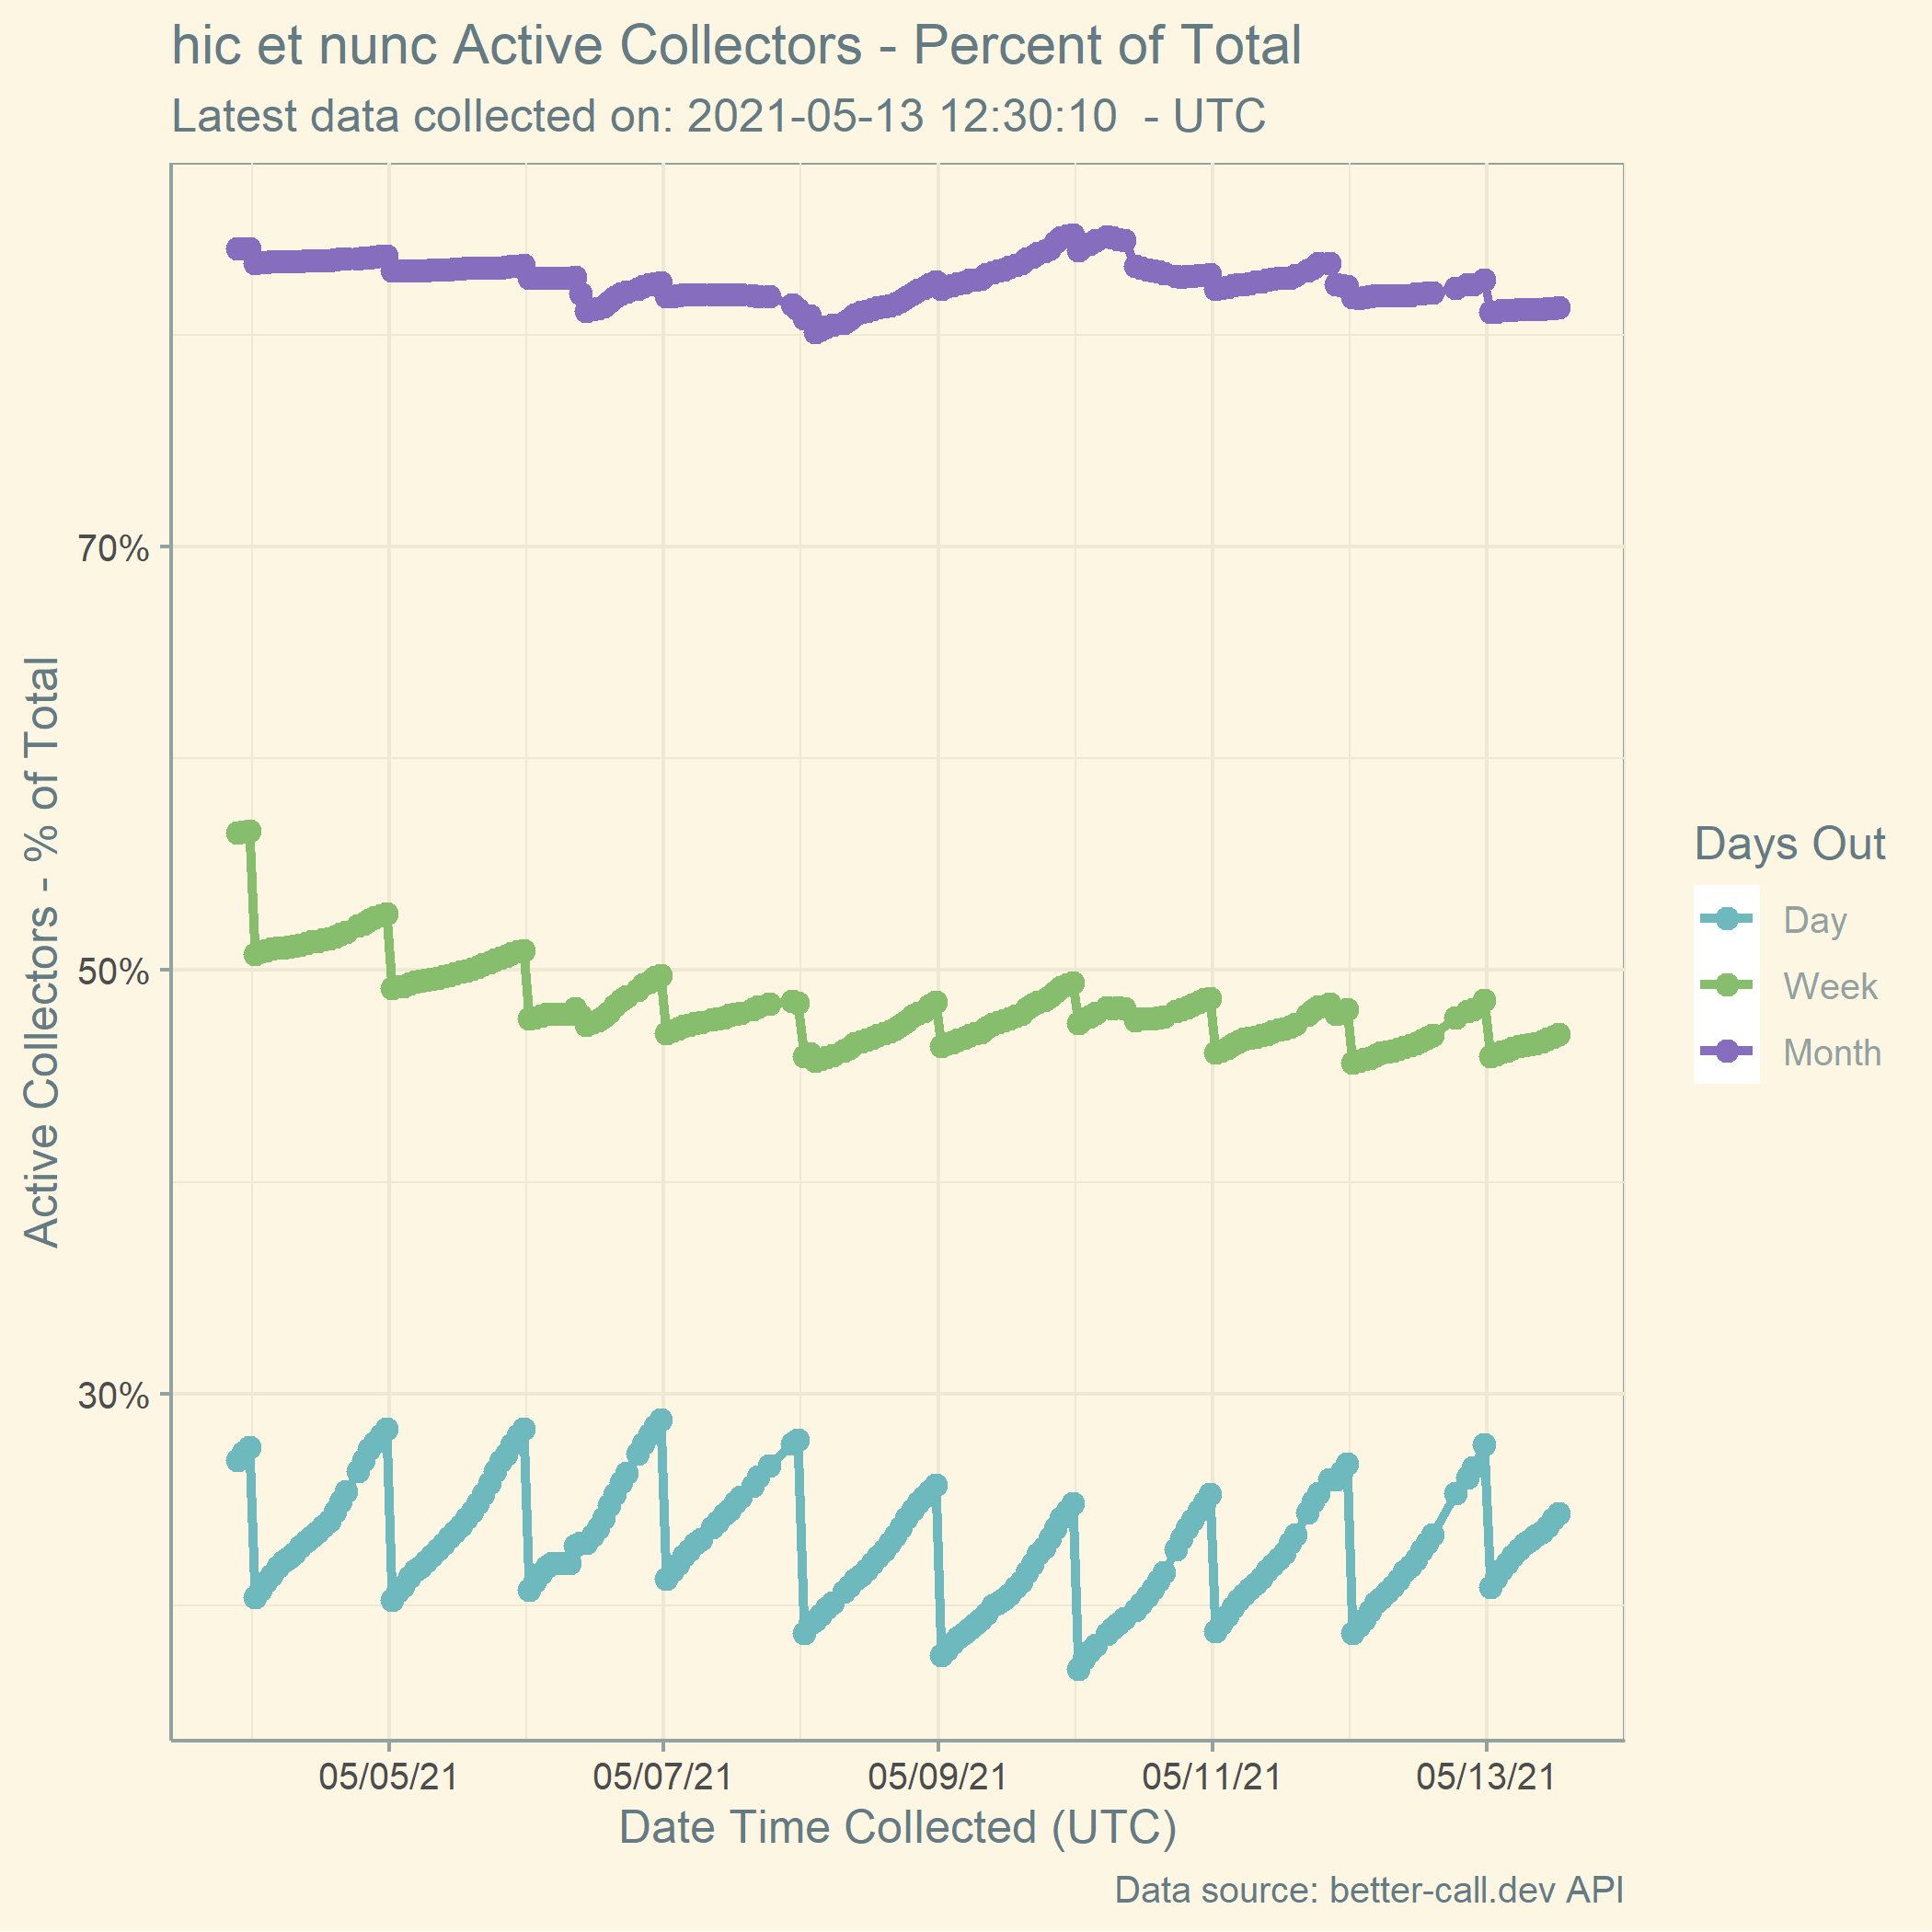 hic et nunc Active Collectors - Percent of Total
Latest data collected on: 2021-05-13 12:30:10  - UTC
Active Collectors - % of Total
70%
50%
30%
05/05/21
05/07/21
05/09/21
05/11/21
05/13/21
Date Time Collected (UTC)
Days Out
Day
Week
Month
Data source: better-call.dev API